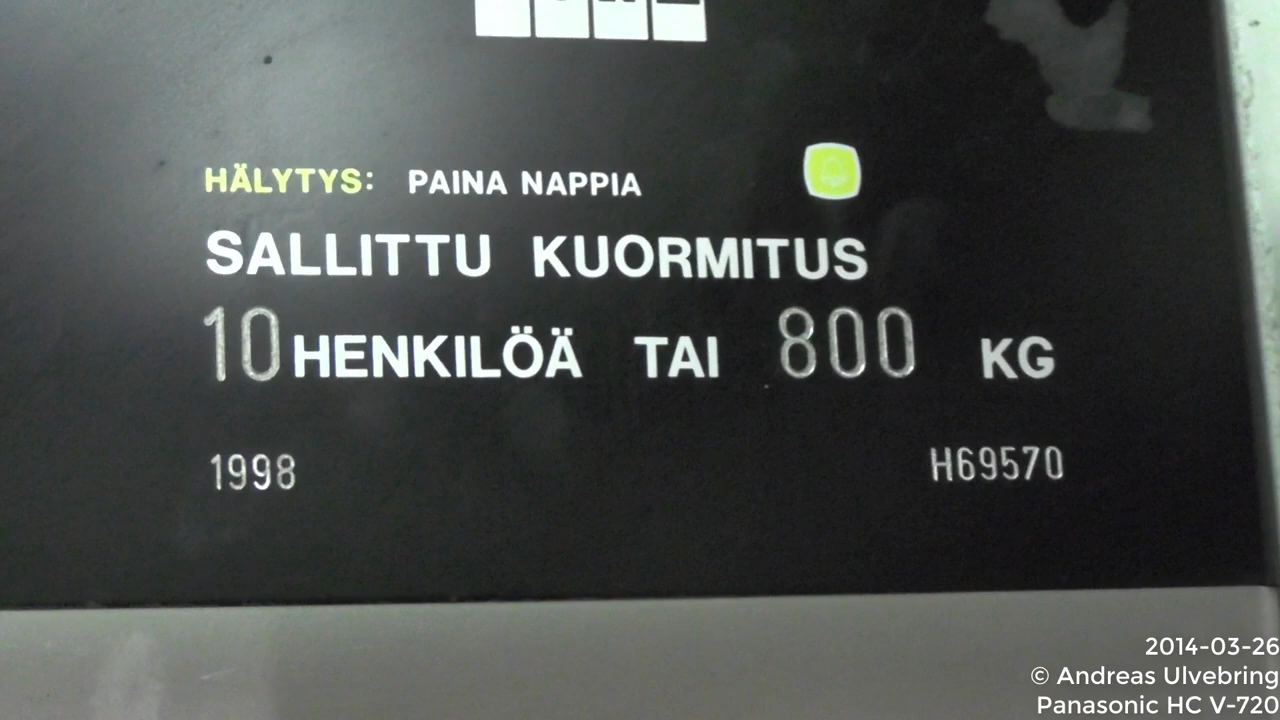 HÄLYTYS: PAINA NAPPIA
SALLITTU KUORMITUS
10 HENKILÖÄ TAI 800 KG
1998 H69570
2014-03-26
© Andreas Ulvebring
Panasonic HC V-720